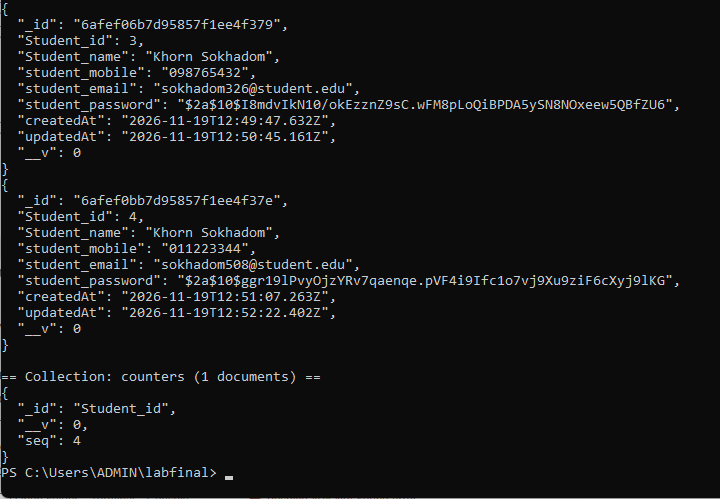 {
  "_id": "6afef06b7d95857f1ee4f379",
  "Student_id": 3,
  "Student_name": "Khorn Sokhadom",
  "student_mobile": "098765432",
  "student_email": "sokhadom326@student.edu",
  "student_password": "$2a$10$I8mdvIkN10/okEzznZ9sC.wFM8pLoQiBPDA5ySN8NOxeew5QBfZU6",
  "createdAt": "2026-11-19T12:49:47.632Z",
  "updatedAt": "2026-11-19T12:50:45.161Z",
  "__v": 0
}
{
  "_id": "6afef0bb7d95857f1ee4f37e",
  "Student_id": 4,
  "Student_name": "Khorn Sokhadom",
  "student_mobile": "011223344",
  "student_email": "sokhadom508@student.edu",
  "student_password": "$2a$10$ggr19lPvyOjzYRv7qaenqe.pVF4i9Ifc1o7vj9Xu9ziF6cXyj9lKG",
  "createdAt": "2026-11-19T12:51:07.263Z",
  "updatedAt": "2026-11-19T12:52:22.402Z",
  "__v": 0
}
== Collection: counters (1 documents) ==
{
  "_id": "Student_id",
  "__v": 0,
  "seq": 4
}
PS C:\Users\ADMIN\labfinal>